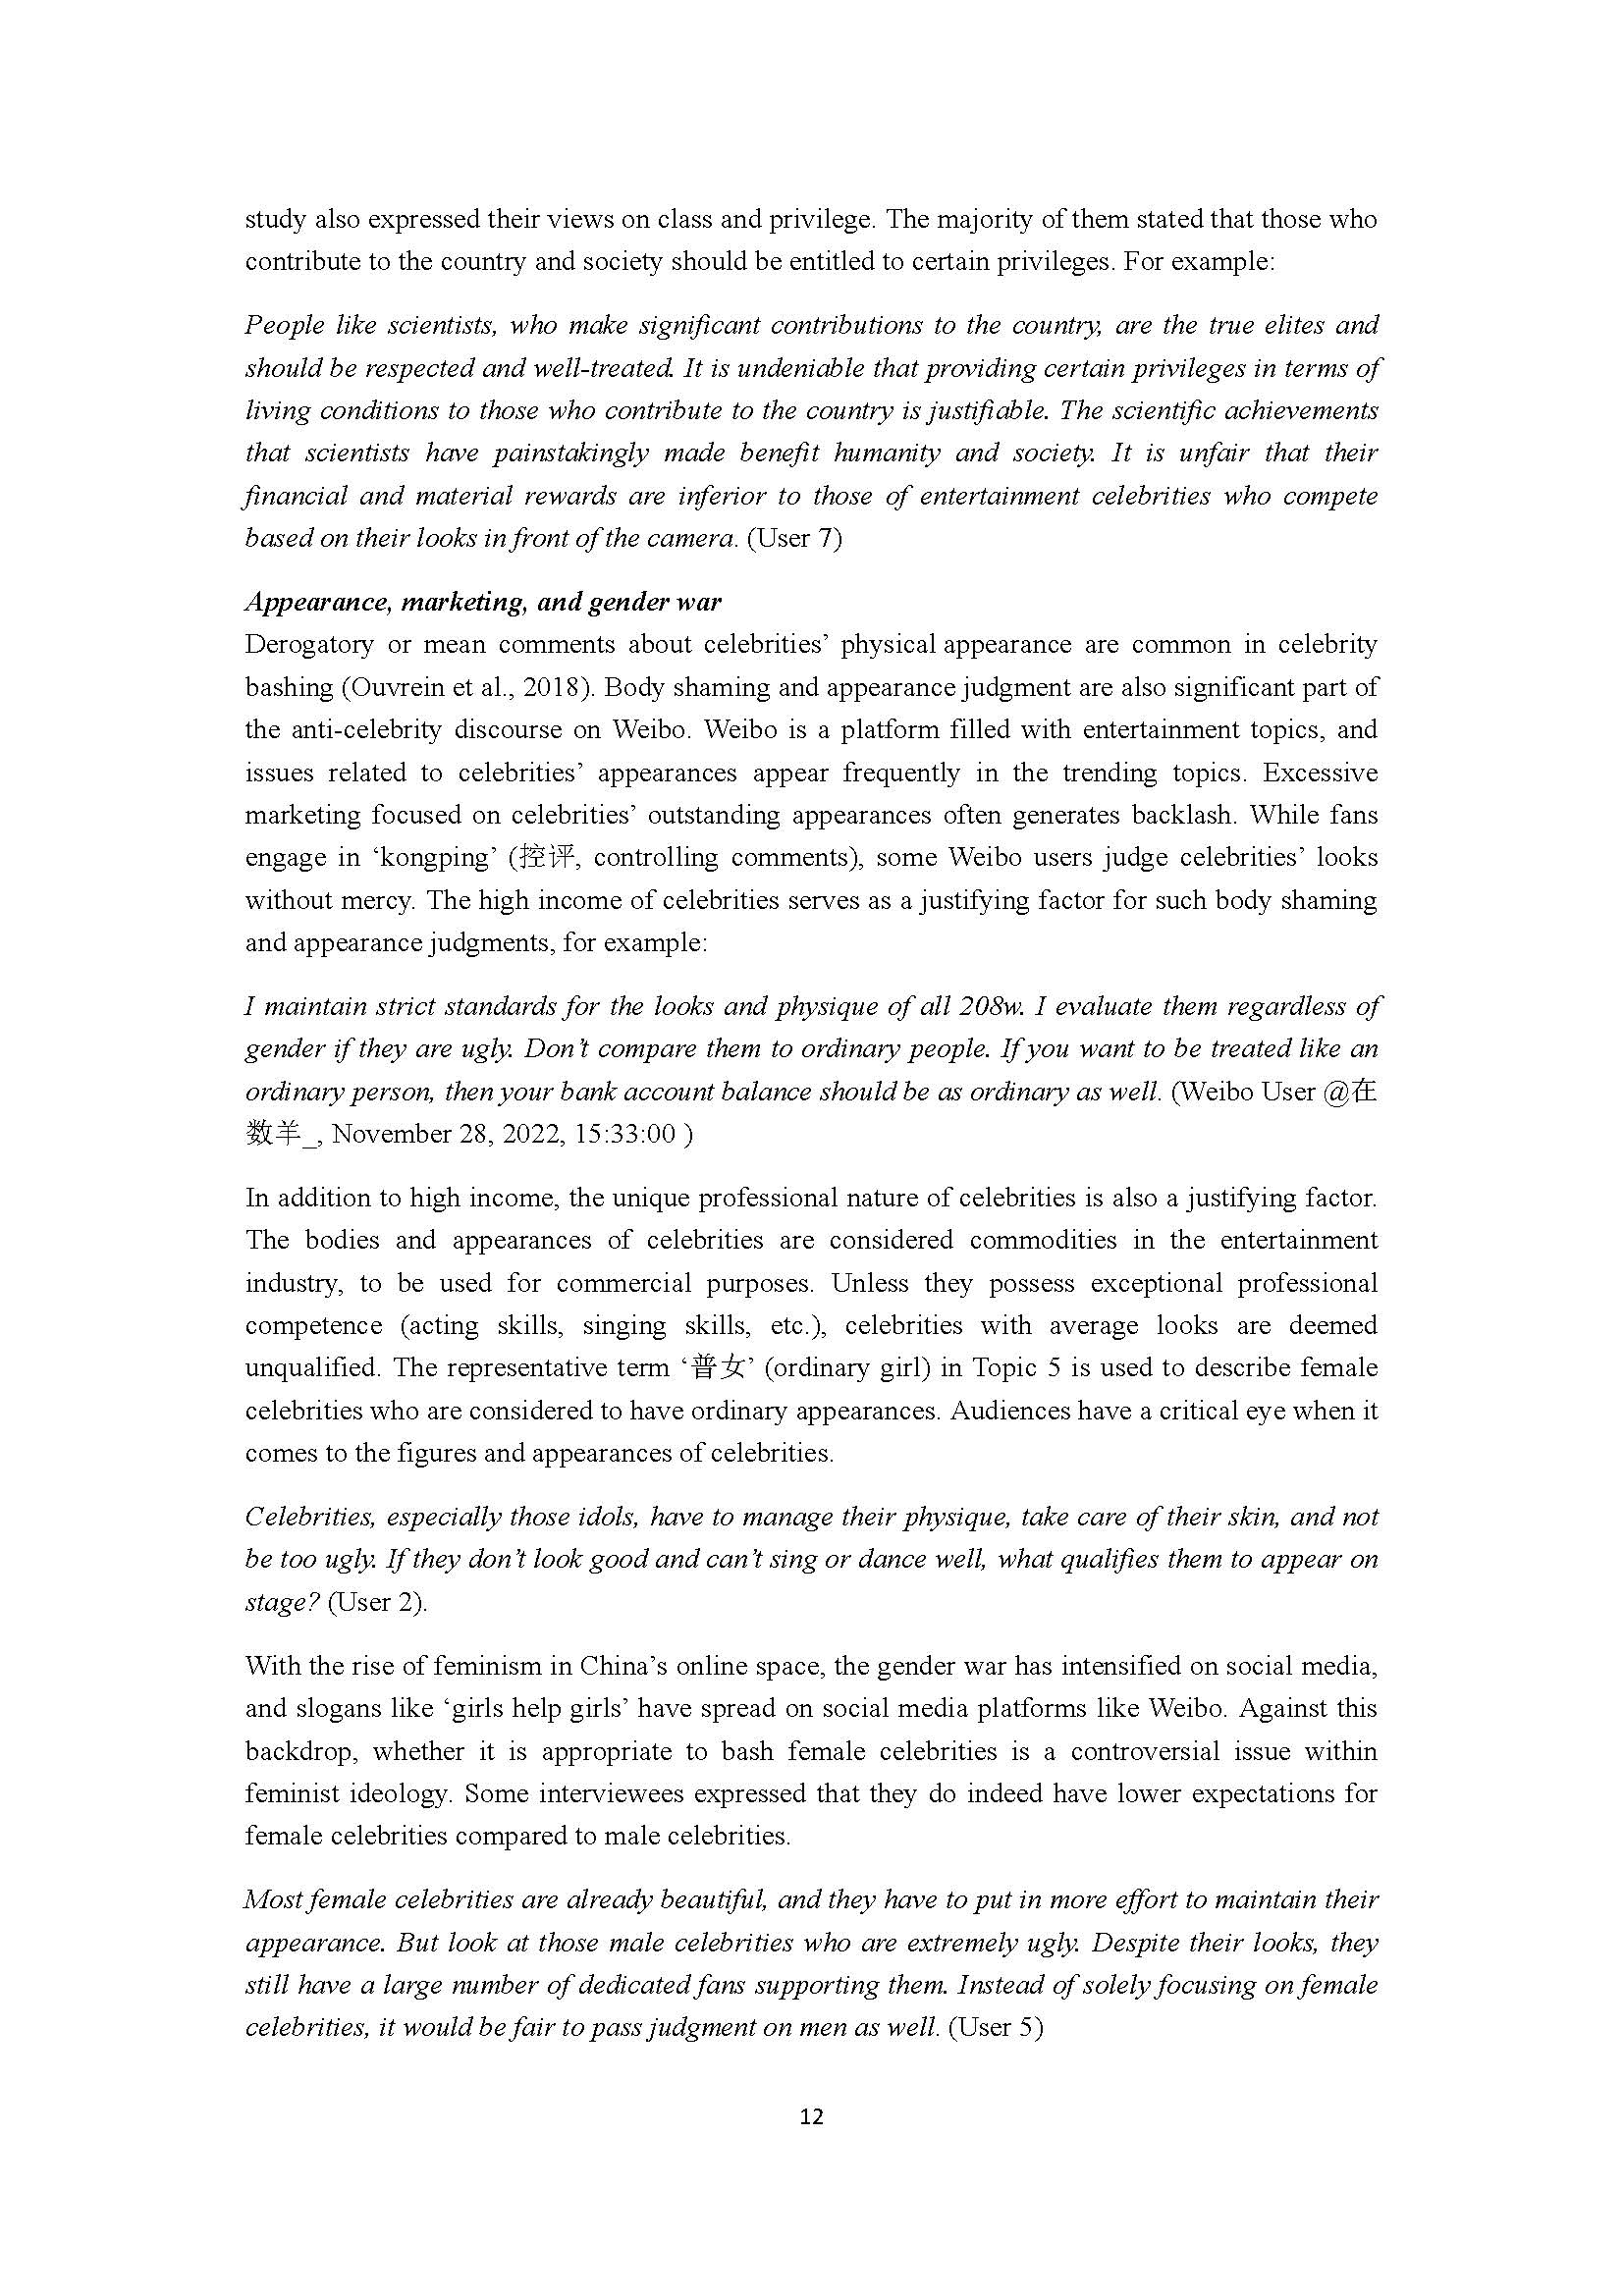 study also expressed their views on class and privilege. The majority of them stated that those who
contribute to the country and society should be entitled to certain privileges. For example:
People like scientists, who make significant contributions to the country, are the true elites and
should be respected and well-treated. It is undeniable that providing certain privileges in terms of
living conditions to those who contribute to the country is justifiable. The scientific achievements
that scientists have painstakingly made benefit humanity and society. It is unfair that their
financial and material rewards are inferior to those of entertainment celebrities who compete
based on their looks in front of the camera. (User 7)
Appearance, marketing, and gender war
Derogatory or mean comments about celebrities’ physical appearance are common in celebrity
bashing (Ouvrein et al., 2018). Body shaming and appearance judgment are also significant part of
the anti-celebrity discourse on Weibo. Weibo is a platform filled with entertainment topics, and
issues related to celebrities’ appearances appear frequently in the trending topics. Excessive
marketing focused on celebrities’ outstanding appearances often generates backlash. While fans
engage in ‘kongping’ (控评, controlling comments), some Weibo users judge celebrities’ looks
without mercy. The high income of celebrities serves as a justifying factor for such body shaming
and appearance judgments, for example:
I maintain strict standards for the looks and physique of all 208w. I evaluate them regardless of
gender if they are ugly. Don’t compare them to ordinary people. If you want to be treated like an
ordinary person, then your bank account balance should be as ordinary as well. (Weibo User @在
数羊_, November 28, 2022, 15:33:00 )
In addition to high income, the unique professional nature of celebrities is also a justifying factor.
The bodies and appearances of celebrities are considered commodities in the entertainment
industry, to be used for commercial purposes. Unless they possess exceptional professional
competence (acting skills, singing skills, etc.), celebrities with average looks are deemed
unqualified. The representative term ‘普女’ (ordinary girl) in Topic 5 is used to describe female
celebrities who are considered to have ordinary appearances. Audiences have a critical eye when it
comes to the figures and appearances of celebrities.
Celebrities, especially those idols, have to manage their physique, take care of their skin, and not
be too ugly. If they don’t look good and can’t sing or dance well, what qualifies them to appear on
stage? (User 2).
With the rise of feminism in China’s online space, the gender war has intensified on social media,
and slogans like ‘girls help girls’ have spread on social media platforms like Weibo. Against this
backdrop, whether it is appropriate to bash female celebrities is a controversial issue within
feminist ideology. Some interviewees expressed that they do indeed have lower expectations for
female celebrities compared to male celebrities.
Most female celebrities are already beautiful, and they have to put in more effort to maintain their
appearance. But look at those male celebrities who are extremely ugly. Despite their looks, they
still have a large number of dedicated fans supporting them. Instead of solely focusing on female
celebrities, it would be fair to pass judgment on men as well. (User 5)
12